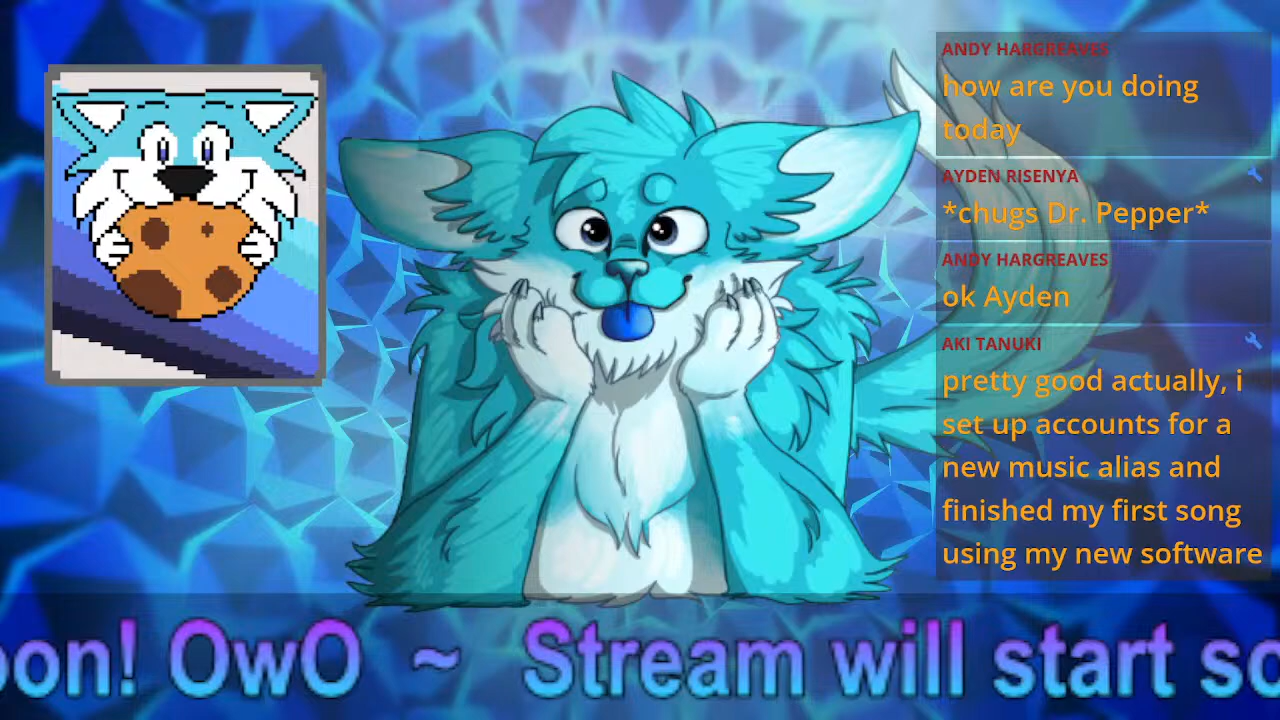 ANDY HARGREAVES
how are you doing
today
AYDEN RISENYA
*chugs Dr. Pepper*
ANDY HARGREAVES
ok Ayden
AKI TANUKI
pretty good actually, i
set up accounts for a
new music alias and
finished my first song
using my new software
oon! OwO ~ Stream will start so